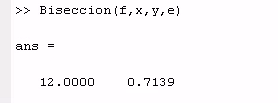 >> Biseccion(f,x,y,e)
ans =
12.0000 0.7139